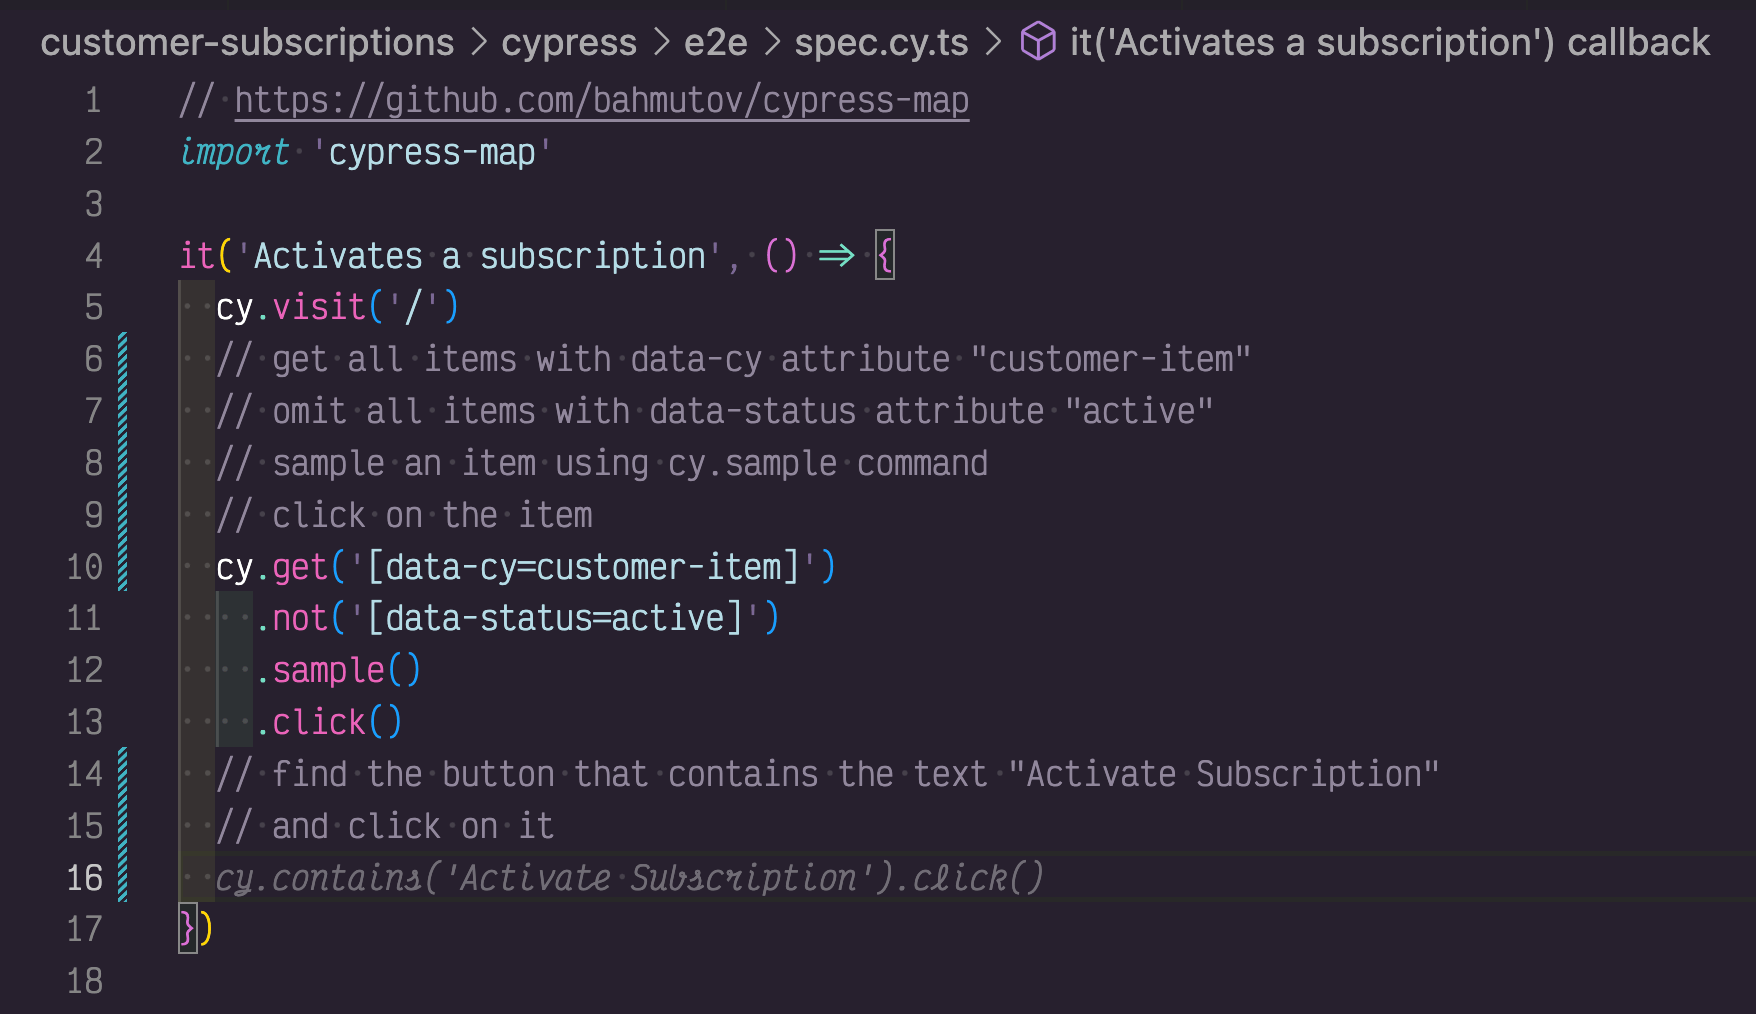 customer-subscriptions > cypress > e2e > spec.cy.ts > it('Activates a subscription') callback
1 // https://github.com/bahmutov/cypress-map
2 import 'cypress-map'
3
4 it('Activates a subscription', () => {
5   cy.visit('/')
6   // get all items with data-cy attribute "customer-item"
7   // omit all items with data-status attribute "active"
8   // sample an item using cy.sample command
9   // click on the item
10   cy.get('[data-cy=customer-item]')
11     .not('[data-status=active]')
12     .sample()
13     .click()
14   // find the button that contains the text "Activate Subscription"
15   // and click on it
16   cy.contains('Activate Subscription').click()
17 })
18